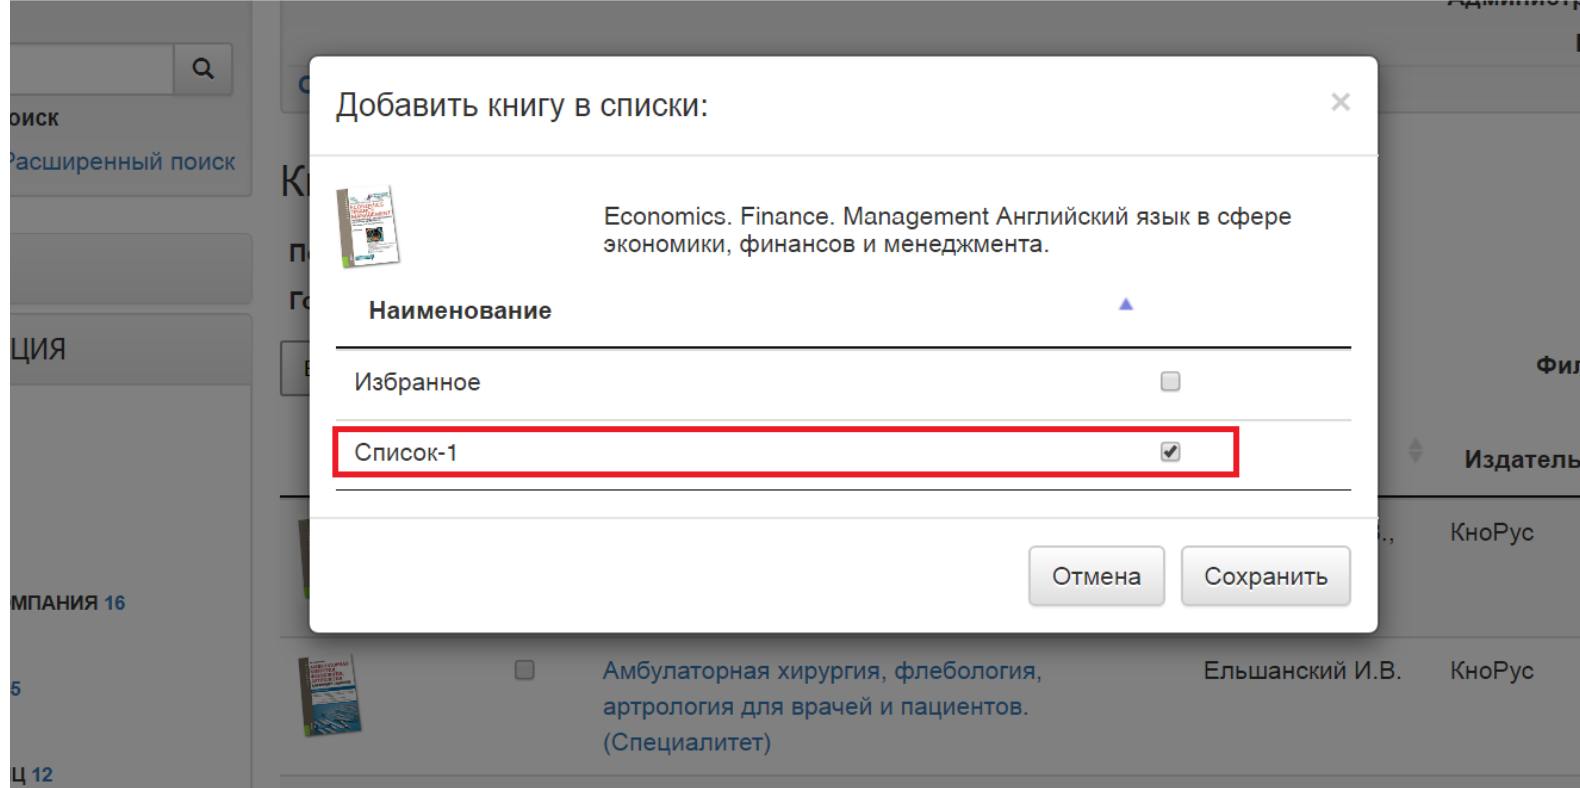 Добавить книгу в списки:
×
Economics. Finance. Management Английский язык в сфере
экономики, финансов и менеджмента.
Наименование
Избранное
Список-1
Отмена
Сохранить
оиск
Расширенный поиск
ЦИЯ
МПАНИЯ 16
5
Ц 12
Издатель
КноРус
Амбулаторная хирургия, флебология,
артрология для врачей и пациентов.
(Специалитет)
Ельшанский И.В.
КноРус